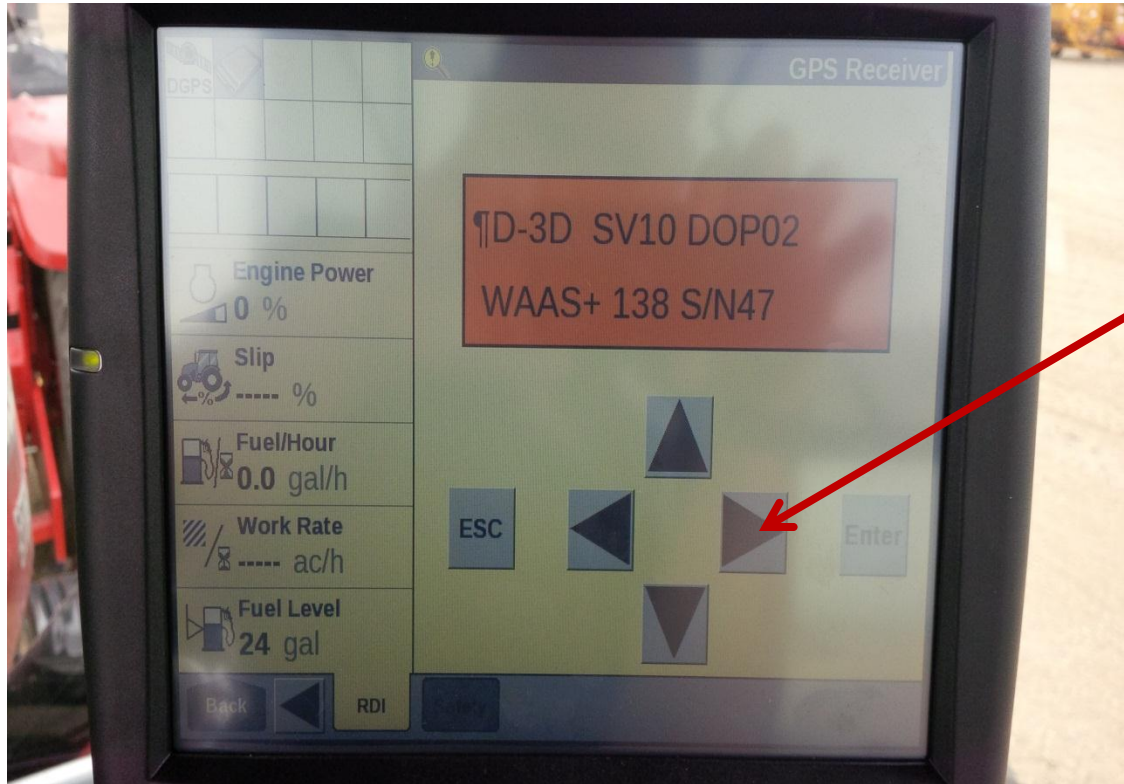 DGPS
GPS Receiver
¶D-3D SV10 DOP02
WAAS+ 138 S/N47
Engine Power
0 %
Slip
----- %
Fuel/Hour
0.0 gal/h
Work Rate
----- ac/h
Fuel Level
24 gal
ESC
Enter
Back
RDI